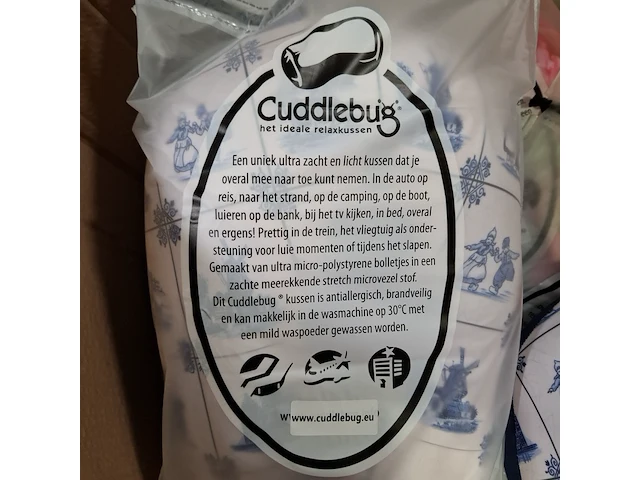 Cuddlebug®
het ideale relaxkussen
Een uniek ultra zacht en licht kussen dat je
overal mee naar toe kunt nemen. In de auto op
reis, naar het strand, op de camping, op de boot,
luieren op de bank, bij het tv kijken, in bed, overal
en ergens! Prettig in de trein, het vliegtuig als onder-
steuning voor luie momenten of tijdens het slapen.
Gemaakt van ultra micro-polystyrene bolletjes in een
zachte meerekkende stretch microvezel stof.
Dit Cuddlebug ® kussen is antiallergisch, brandveilig
en kan makkelijk in de wasmachine op 30°C met
een mild waspoeder gewassen worden.
www.cuddlebug.eu